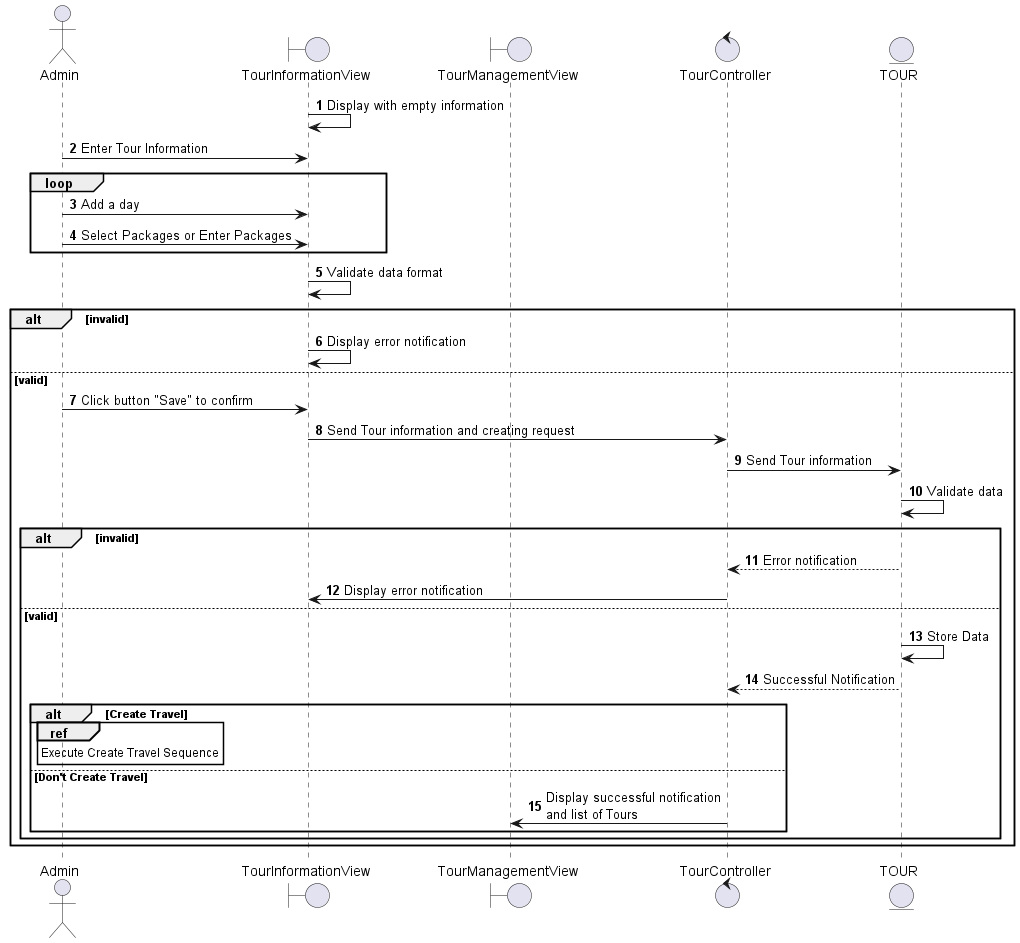 Admin
TourInformationView
TourManagementView
TourController
TOUR
1 Display with empty information
2 Enter Tour Information
loop
3 Add a day
4 Select Packages or Enter Packages
5 Validate data format
alt [invalid]
6 Display error notification
[valid]
7 Click button "Save" to confirm
8 Send Tour information and creating request
9 Send Tour information
10 Validate data
alt [invalid]
11 Error notification
12 Display error notification
[valid]
13 Store Data
14 Successful Notification
alt [Create Travel]
ref
Execute Create Travel Sequence
[Don't Create Travel]
15 Display successful notification
and list of Tours
Admin
TourInformationView
TourManagementView
TourController
TOUR